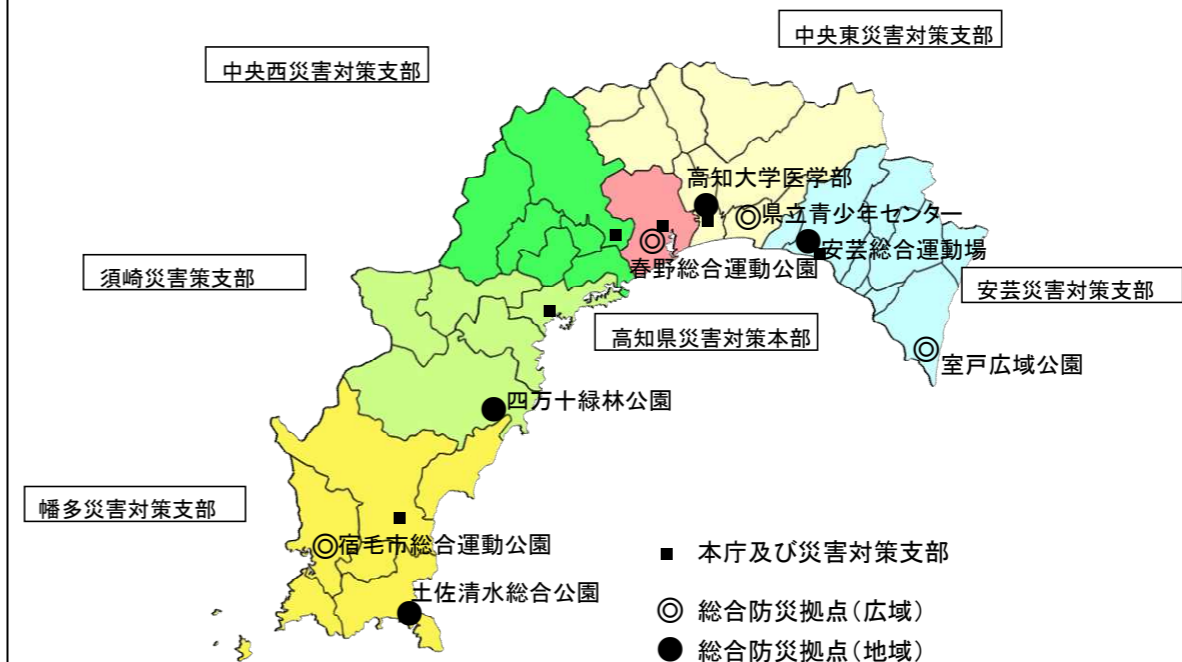 中央東災害対策支部
中央西災害対策支部
高知大学医学部
県立青少年センター
安芸総合運動場
春野総合運動公園
須崎災害策支部
安芸災害対策支部
高知県災害対策本部
室戸広域公園
四万十緑林公園
幡多災害対策支部
宿毛市総合運動公園
土佐清水総合公園
■ 本庁及び災害対策支部
◎ 総合防災拠点（広域）
● 総合防災拠点（地域）